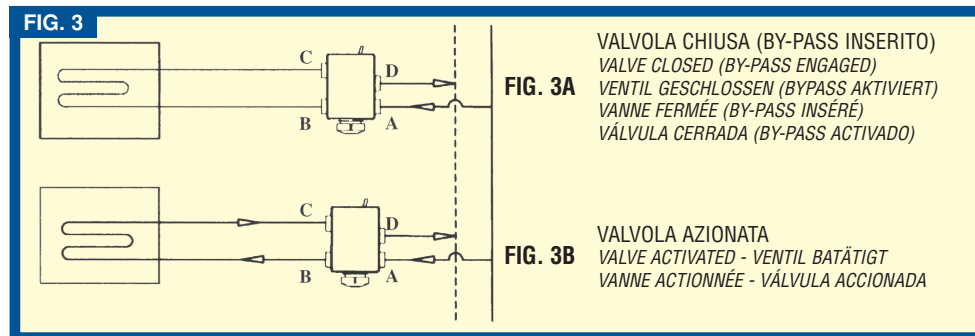 FIG. 3
C
D
B
A
FIG. 3A
VALVOLA CHIUSA (BY-PASS INSERITO)
VALVE CLOSED (BY-PASS ENGAGED)
VENTIL GESCHLOSSEN (BYPASS AKTIVIERT)
VANNE FERMÉE (BY-PASS INSÉRÉ)
VÁLVULA CERRADA (BY-PASS ACTIVADO)
C
D
B
A
FIG. 3B
VALVOLA AZIONATA
VALVE ACTIVATED - VENTIL BATÄTIGT
VANNE ACTIONNÉE - VÁLVULA ACCIONADA